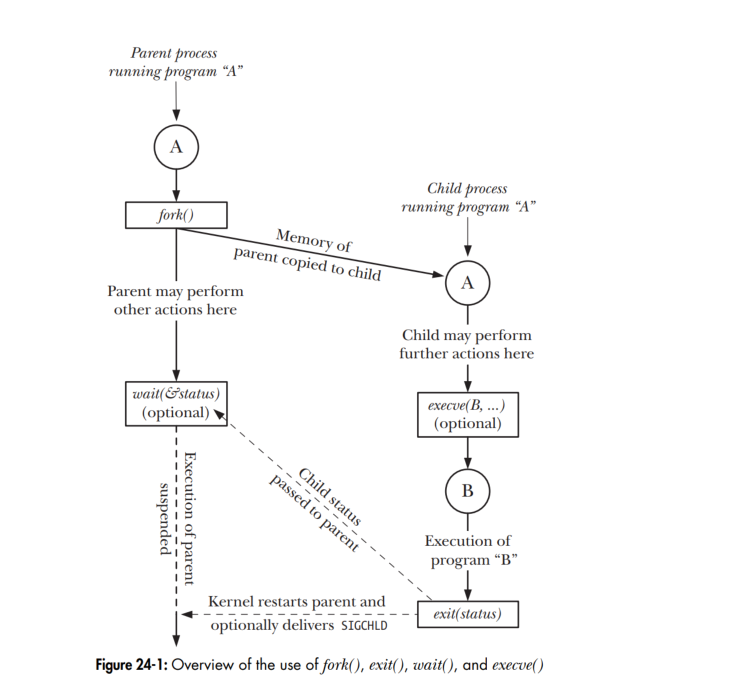 Parent process
running program “A”
A
fork()
Child process
running program “A”
Memory of
parent copied to child
A
Parent may perform
other actions here
Child may perform
further actions here
wait(&status)
(optional)
execve(B, ...)
(optional)
Child status
passed to parent
B
Execution of parent
suspended
Execution of
program “B”
Kernel restarts parent and
optionally delivers SIGCHLD
exit(status)
Figure 24-1: Overview of the use of fork(), exit(), wait(), and execve()